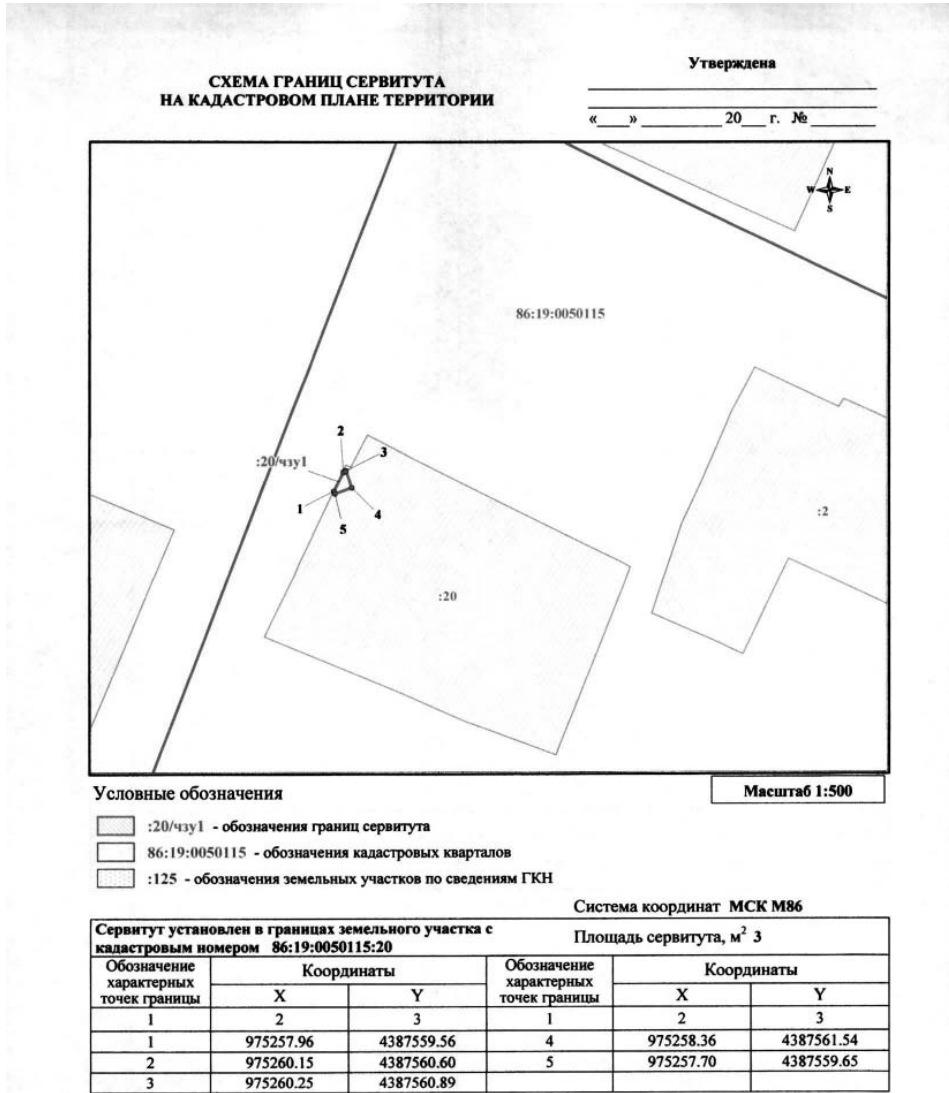 Утверждена
СХЕМА ГРАНИЦ СЕРВИТУТА
НА КАДАСТРОВОМ ПЛАНЕ ТЕРРИТОРИИ
«___» _________ 20__ г. № _______
N
W E
S
86:19:0050115
2
:20/чзу1
3
1
4
5
:2
:20
Условные обозначения
Масштаб 1:500
:20/чзу1 - обозначения границ сервитута
86:19:0050115 - обозначения кадастровых кварталов
:125 - обозначения земельных участков по сведениям ГКН
Система координат МСК М86
Сервитут установлен в границах земельного участка с
кадастровым номером 86:19:0050115:20
Площадь сервитута, м² 3
Обозначение
характерных
точек границы
Координаты
Обозначение
характерных
точек границы
Координаты
X Y X Y
1 2 3 1 2 3
1 975257.96 4387559.56 4 975258.36 4387561.54
2 975260.15 4387560.60 5 975257.70 4387559.65
3 975260.25 4387560.89